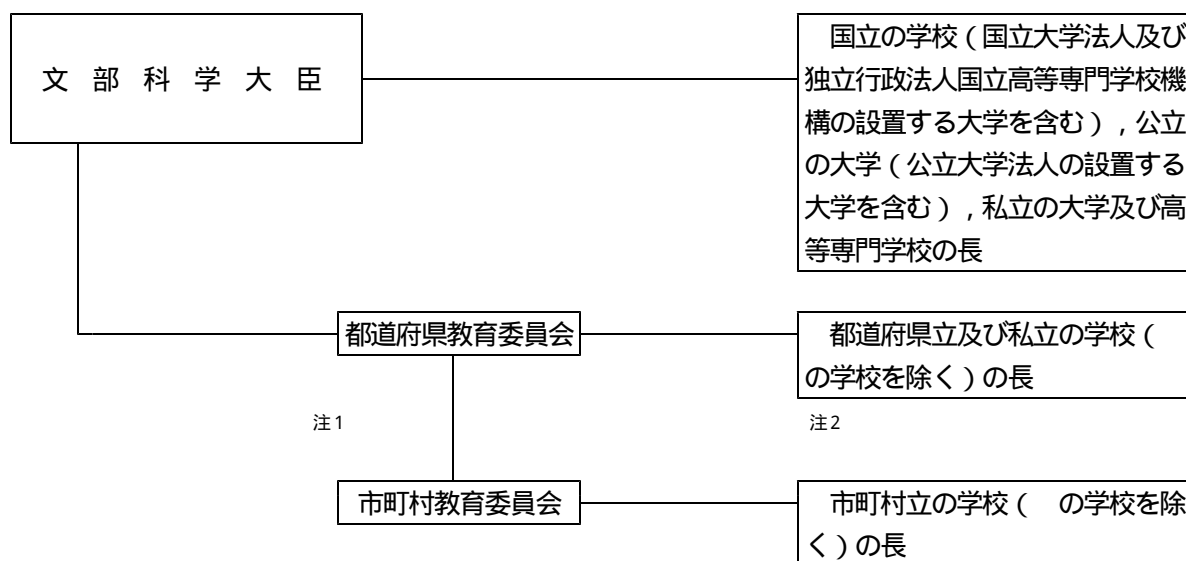 文部科学大臣
国立の学校(国立大学法人及び
独立行政法人国立高等専門学校機
構の設置する大学を含む),公立
の大学(公立大学法人の設置する
大学を含む),私立の大学及び高
等専門学校の長
都道府県教育委員会
都道府県立及び私立の学校(
の学校を除く)の長
注1
注2
市町村教育委員会
市町村立の学校( の学校を除
く)の長